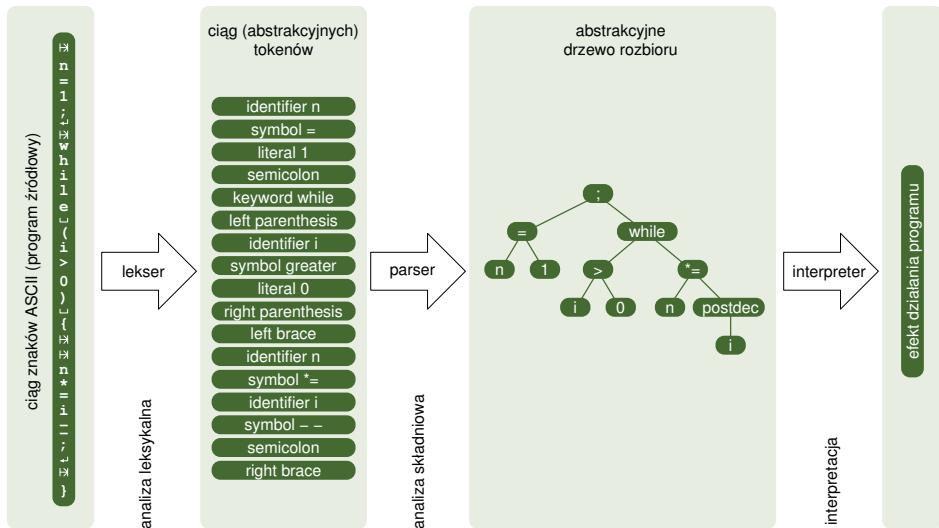 ciąg znaków ASCII (program źródłowy)
n=1;
while␣(i>0)␣{
n*=i--;
}
lekser
analiza leksykalna
ciąg (abstrakcyjnych)
tokenów
identifier n
symbol =
literal 1
semicolon
keyword while
left parenthesis
identifier i
symbol greater
literal 0
right parenthesis
left brace
identifier n
symbol *=
identifier i
symbol – –
semicolon
right brace
parser
analiza składniowa
abstrakcyjne
drzewo rozbioru
;
= while
n 1 > *=
i 0 n postdec
i
interpreter
interpretacja
efekt działania programu